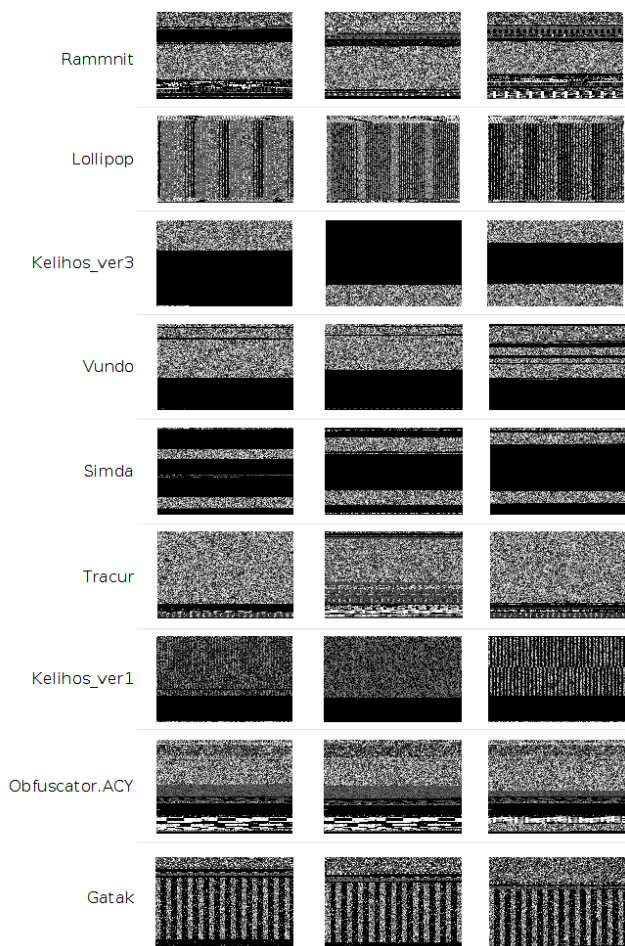 Rammnit
Lollipop
Kelihos_ver3
Vundo
Simda
Tracur
Kelihos_ver1
Obfuscator.ACY
Gatak